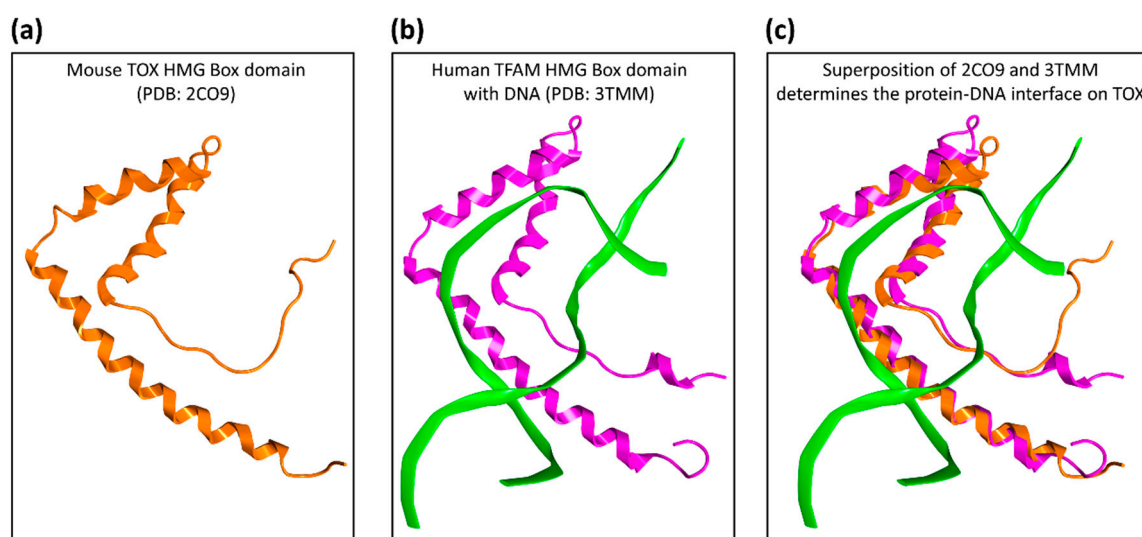 (a)
Mouse TOX HMG Box domain
(PDB: 2CO9)
(b)
Human TFAM HMG Box domain
with DNA (PDB: 3TMM)
(c)
Superposition of 2CO9 and 3TMM
determines the protein-DNA interface on TOX